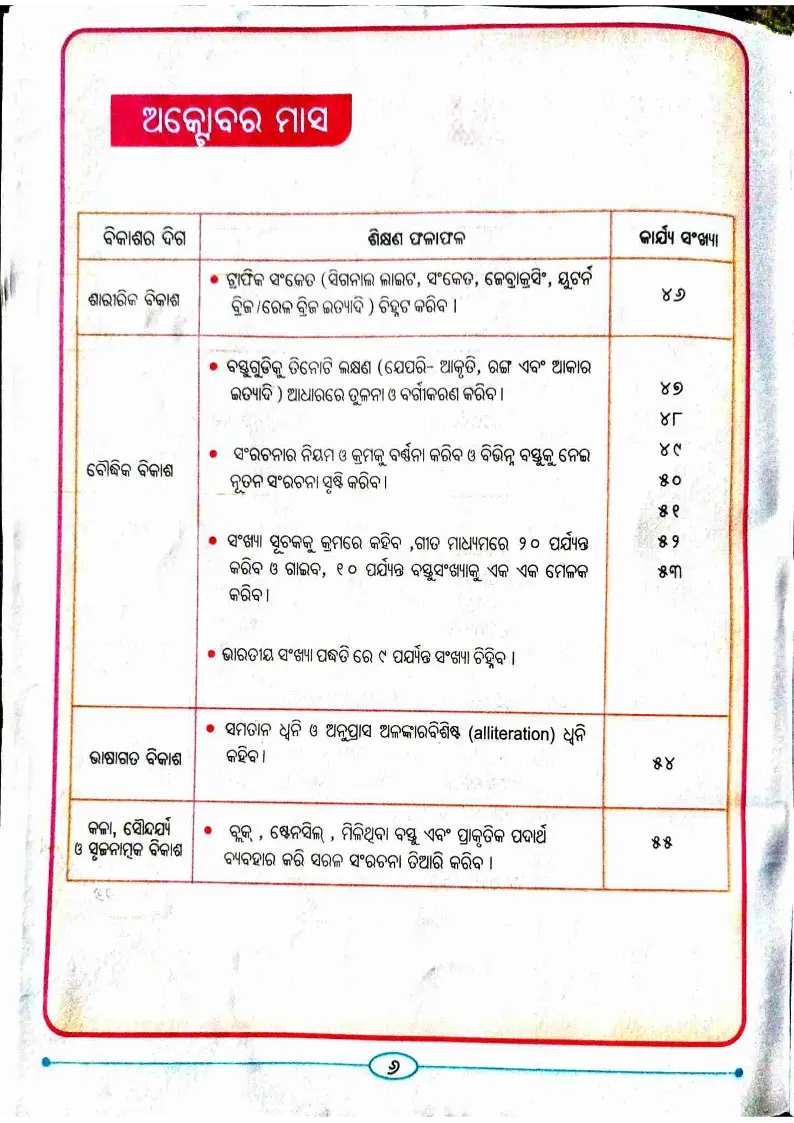 ଅକ୍ଟୋବର ମାସ
ବିକାଶର ଦିଗ
ଶିକ୍ଷଣ ଫଳାଫଳ
କାର୍ଯ୍ୟ ସଂଖ୍ୟା
ଶାରୀରିକ ବିକାଶ
• ଟ୍ରାଫିକ ସଂକେତ (ସିଗନାଲ ଲାଇଟ, ସଂକେତ, ଜେବ୍ରାକ୍ରସିଂ, ୟୁଟର୍ନ
ବ୍ରିଜ/ରେଳ ବ୍ରିଜ ଇତ୍ୟାଦି ) ଚିହ୍ନଟ କରିବ ।
୪୬
ବୌଦ୍ଧିକ ବିକାଶ
• ବସ୍ତୁଗୁଡିକୁ ତିନୋଟି ଲକ୍ଷଣ (ଯେପରି- ଆକୃତି, ରଙ୍ଗ ଏବଂ ଆକାର
ଇତ୍ୟାଦି ) ଆଧାରରେ ତୁଳନା ଓ ବର୍ଗୀକରଣ କରିବ ।
• ସଂରଚନାର ନିୟମ ଓ କ୍ରମକୁ ବର୍ଣ୍ଣନା କରିବ ଓ ବିଭିନ୍ନ ବସ୍ତୁକୁ ନେଇ
ନୂତନ ସଂରଚନା ସୃଷ୍ଟି କରିବ ।
• ସଂଖ୍ୟା ସୂଚକକୁ କ୍ରମରେ କହିବ ,ଗୀତ ମାଧ୍ୟମରେ ୨୦ ପର୍ଯ୍ୟନ୍ତ
କରିବ ଓ ଗାଇବ, ୧୦ ପର୍ଯ୍ୟନ୍ତ ବସ୍ତୁସଂଖ୍ୟାକୁ ଏକ ଏକ ମେଳକ
କରିବ ।
• ଭାରତୀୟ ସଂଖ୍ୟା ପଦ୍ଧତି ରେ ୯ ପର୍ଯ୍ୟନ୍ତ ସଂଖ୍ୟା ଚିହ୍ନିବ ।
୪୭
୪୮
୪୯
୫୦
୫୧
୫୨
୫୩
ଭାଷାଗତ ବିକାଶ
• ସମତାନ ଧ୍ୱନି ଓ ଅନୁପ୍ରାସ ଅଳଙ୍କାରବିଶିଷ୍ଟ (alliteration) ଧ୍ୱନି
କହିବ ।
୫୪
କଳା, ସୌନ୍ଦର୍ଯ୍ୟ
ଓ ସୃଜନାତ୍ମକ ବିକାଶ
• ବ୍ଲକ୍ , ଷ୍ଟେନସିଲ୍ , ମିଳିଥିବା ବସ୍ତୁ ଏବଂ ପ୍ରାକୃତିକ ପଦାର୍ଥ
ବ୍ୟବହାର କରି ସରଳ ସଂରଚନା ତିଆରି କରିବ ।
୫୫
୬